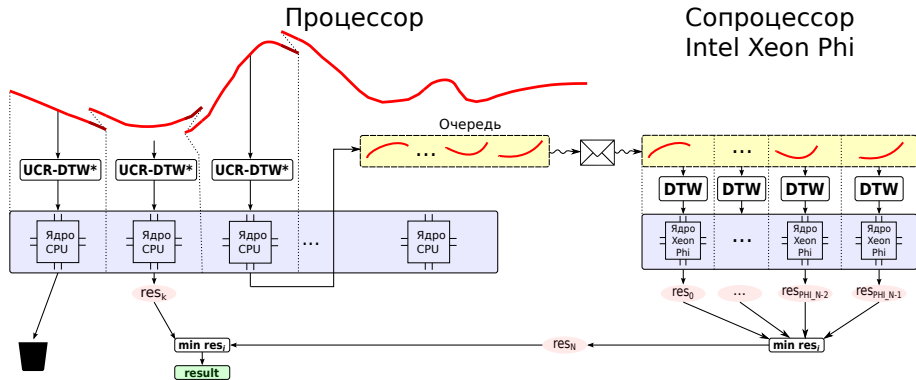 Процессор
Сопроцессор
Intel Xeon Phi
Очередь
...
...
UCR-DTW*
UCR-DTW*
UCR-DTW*
DTW
DTW
DTW
DTW
Ядро
CPU
Ядро
CPU
Ядро
CPU
...
Ядро
CPU
Ядро
Xeon
Phi
...
Ядро
Xeon
Phi
Ядро
Xeon
Phi
res_k
res_0
...
res_PHI_N-2
res_PHI_N-1
min res_i
res_N
min res_i
result